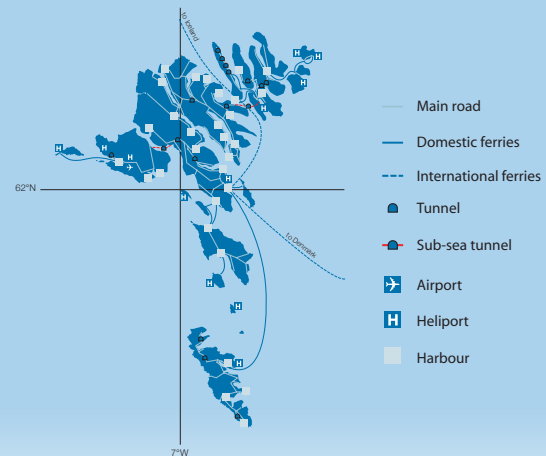 to Iceland
H
H
H
H
H
H
H
H
H
62°N
H
to Denmark
H
H
H
7°W
Main road
Domestic ferries
International ferries
Tunnel
Sub-sea tunnel
Airport
H Heliport
Harbour